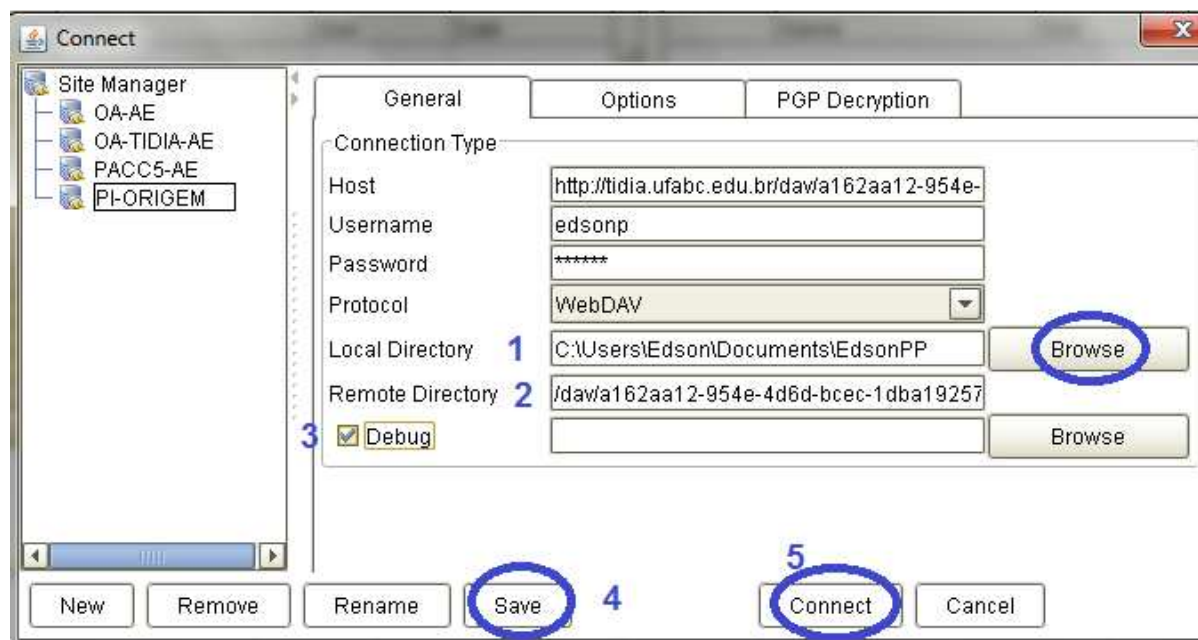 Connect
X
Site Manager
OA-AE
OA-TIDIA-AE
PACC5-AE
PI-ORIGEM
General Options PGP Decryption
Connection Type
Host http://tidia.ufabc.edu.br/dav/a162aa12-954e-
Username edsonp
Password ******
Protocol WebDAV
Local Directory 1 C:\Users\Edson\Documents\EdsonPP Browse
Remote Directory 2 /dav/a162aa12-954e-4d6d-bcec-1dba19257
3 Debug Browse
5
New Remove Rename Save 4 Connect Cancel